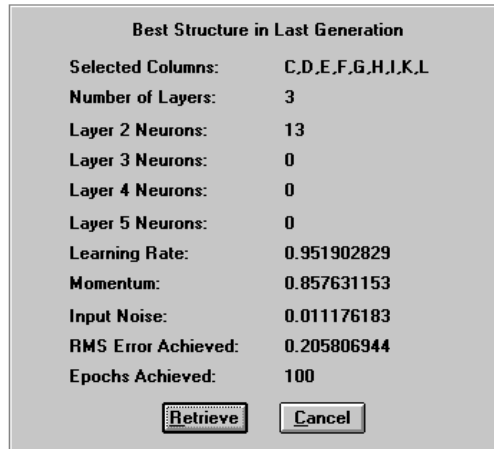 Best Structure in Last Generation
Selected Columns: C,D,E,F,G,H,I,K,L
Number of Layers: 3
Layer 2 Neurons: 13
Layer 3 Neurons: 0
Layer 4 Neurons: 0
Layer 5 Neurons: 0
Learning Rate: 0.951902829
Momentum: 0.857631153
Input Noise: 0.011176183
RMS Error Achieved: 0.205806944
Epochs Achieved: 100
Retrieve Cancel